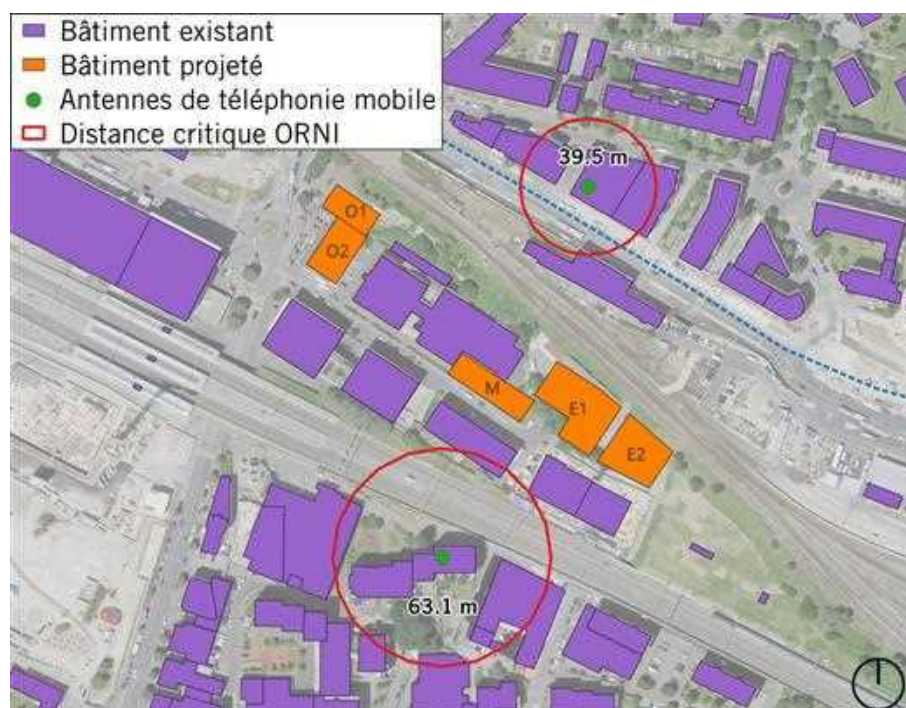 Bâtiment existant
Bâtiment projeté
Antennes de téléphonie mobile
Distance critique ORNI
39.5 m
O1
O2
M
E1
E2
63.1 m